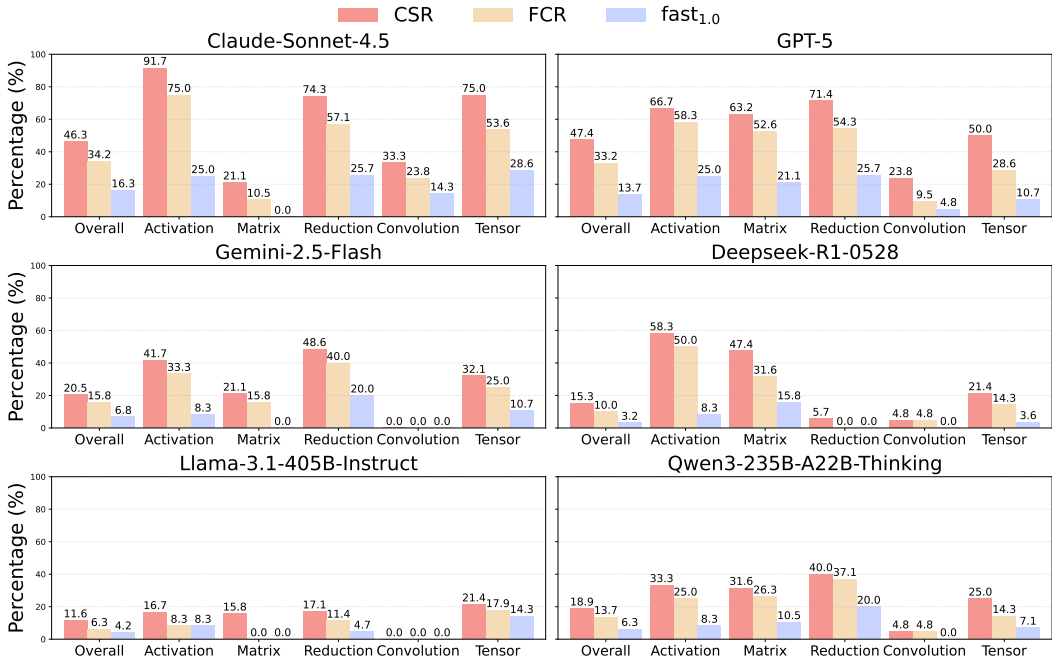 CSR FCR fast1.0
Claude-Sonnet-4.5
Percentage (%)
100
80
60
40
20
0
46.3 34.2 16.3
91.7 75.0 25.0
21.1 10.5 0.0
74.3 57.1 25.7
33.3 23.8 14.3
75.0 53.6 28.6
Overall Activation Matrix Reduction Convolution Tensor
GPT-5
47.4 33.2 13.7
66.7 58.3 25.0
63.2 52.6 21.1
71.4 54.3 25.7
23.8 9.5 4.8
50.0 28.6 10.7
Overall Activation Matrix Reduction Convolution Tensor
Gemini-2.5-Flash
Percentage (%)
100
80
60
40
20
0
20.5 15.8 6.8
41.7 33.3 8.3
21.1 15.8 0.0
48.6 40.0 20.0
0.0 0.0 0.0
32.1 25.0 10.7
Overall Activation Matrix Reduction Convolution Tensor
Deepseek-R1-0528
15.3 10.0 3.2
58.3 50.0 8.3
47.4 31.6 15.8
5.7 0.0 0.0
4.8 4.8 0.0
21.4 14.3 3.6
Overall Activation Matrix Reduction Convolution Tensor
Llama-3.1-405B-Instruct
Percentage (%)
100
80
60
40
20
0
11.6 6.3 4.2
16.7 8.3 8.3
15.8 0.0 0.0
17.1 11.4 4.7
0.0 0.0 0.0
21.4 17.9 14.3
Overall Activation Matrix Reduction Convolution Tensor
Qwen3-235B-A22B-Thinking
18.9 13.7 6.3
33.3 25.0 8.3
31.6 26.3 10.5
40.0 37.1 20.0
4.8 4.8 0.0
25.0 14.3 7.1
Overall Activation Matrix Reduction Convolution Tensor